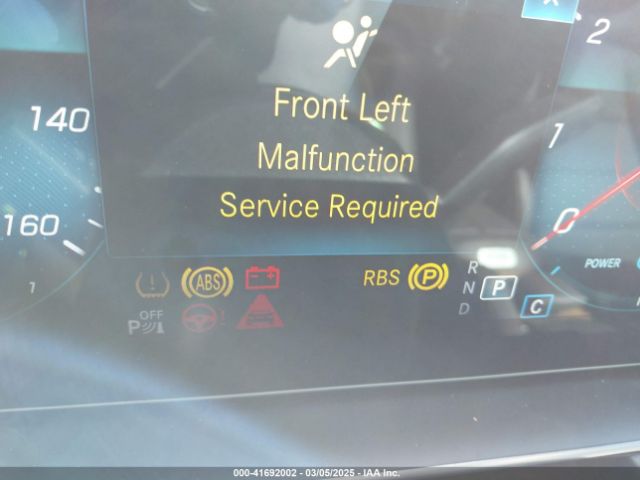 2
140
Front Left
1
Malfunction
160
Service Required
0
POWER
ABS
RBS
P
R
N
P
D
C
OFF
P
1
000-41692002 — 03/05/2025 — IAA Inc.